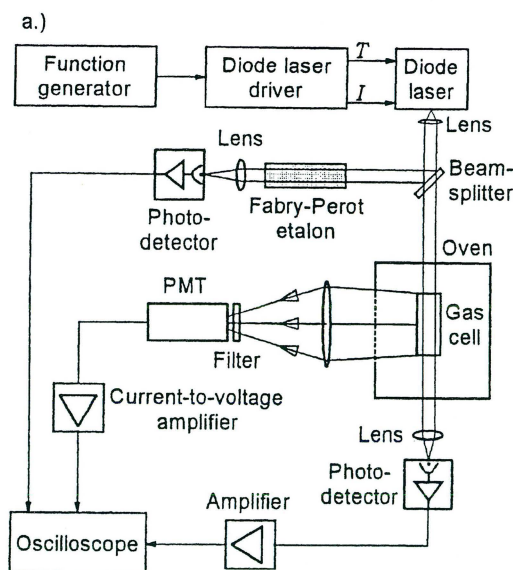 a.)
Function
generator
Diode laser
driver
T
I
Diode
laser
Lens
Lens
Beam-
splitter
Fabry-Perot
etalon
Photo-
detector
Oven
PMT
Gas
cell
Filter
Current-to-voltage
amplifier
Lens
Photo-
detector
Amplifier
Oscilloscope